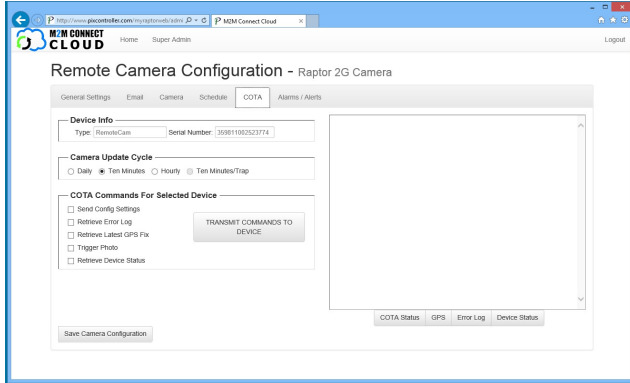 http://www.pixcontroller.com/myraptorweb/admi
M2M Connect Cloud
M2M CONNECT
CLOUD
Home
Super Admin
Logout
Remote Camera Configuration - Raptor 2G Camera
General Settings
Email
Camera
Schedule
COTA
Alarms / Alerts
Device Info
Type: RemoteCam Serial Number: 359811002523774
Camera Update Cycle
Daily Ten Minutes Hourly Ten Minutes/Trap
COTA Commands For Selected Device
Send Config Settings
Retrieve Error Log
Retrieve Latest GPS Fix
Trigger Photo
Retrieve Device Status
TRANSMIT COMMANDS TO
DEVICE
COTA Status
GPS
Error Log
Device Status
Save Camera Configuration